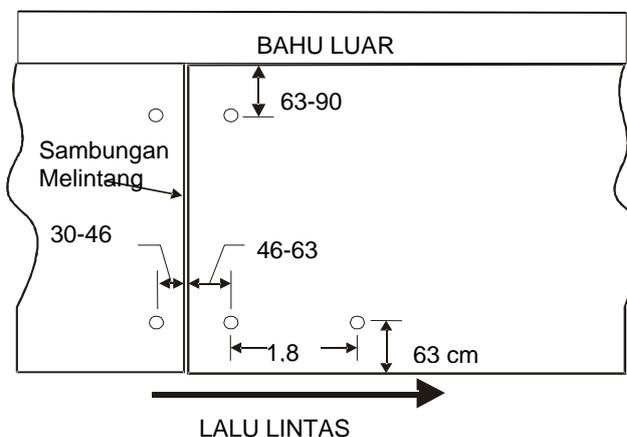 BAHU LUAR
63-90
Sambungan
Melintang
30-46
46-63
1,8
63 cm
LALU LINTAS